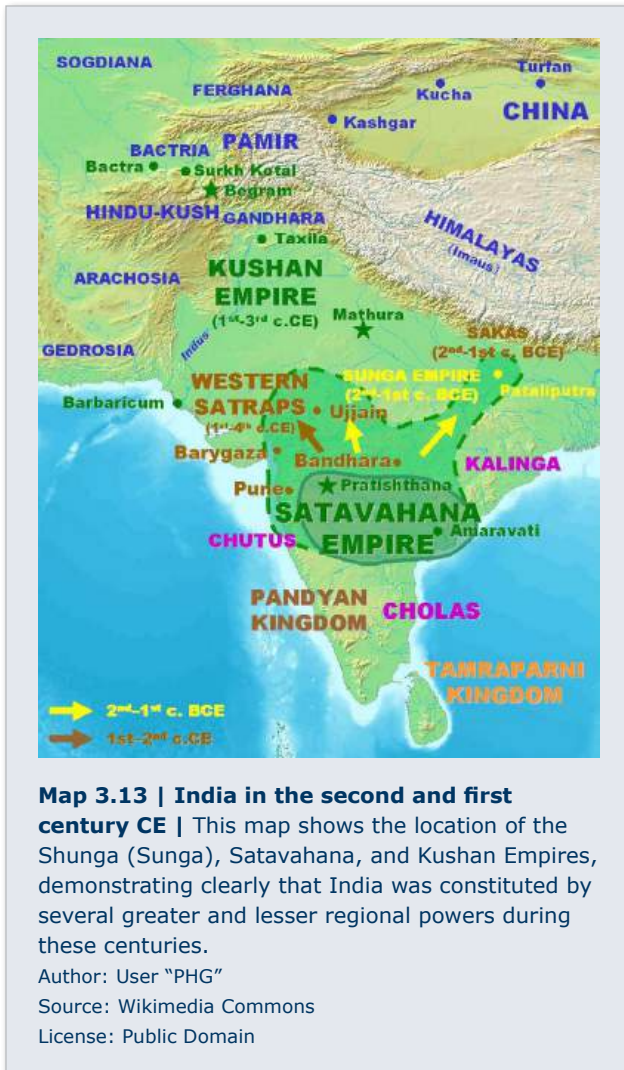 SOGDIANA
Turfan
FERGHANA
Kucha
CHINA
Kashgar
BACTRIA
PAMIR
Bactra
Surkh Kotal
Begram
HINDU-KUSH
GANDHARA
HIMALAYAS
(Imaus)
Taxila
ARACHOSIA
KUSHAN
EMPIRE
(1st-3rd c.CE)
Mathura
Indus
GEDROSIA
SAKAS
(2nd-1st c. BCE)
WESTERN
SATRAPS
(1st-4th c.CE)
SUNGA EMPIRE
(2nd-1st c. BCE)
Pataliputra
Barbaricum
Ujjain
Barygaza
Bandhara
KALINGA
Pune
Pratishthana
SATAVAHANA
EMPIRE
Amaravati
CHUTUS
PANDYAN
KINGDOM
CHOLAS
TAMRAPARNI
KINGDOM
2nd-1st c. BCE
1st-2nd c.CE
Map 3.13 | India in the second and first
century CE | This map shows the location of the
Shunga (Sunga), Satavahana, and Kushan Empires,
demonstrating clearly that India was constituted by
several greater and lesser regional powers during
these centuries.
Author: User “PHG”
Source: Wikimedia Commons
License: Public Domain